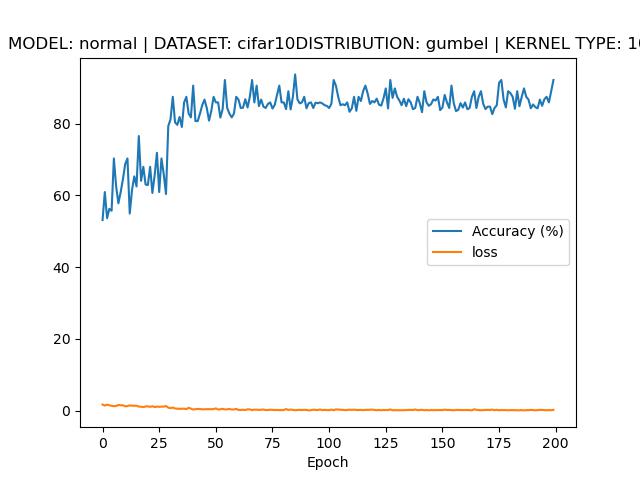 MODEL: normal | DATASET: cifar10DISTRIBUTION: gumbel | KERNEL TYPE:
80
60
40
20
0
Accuracy (%)
loss
0 25 50 75 100 125 150 175 200
Epoch